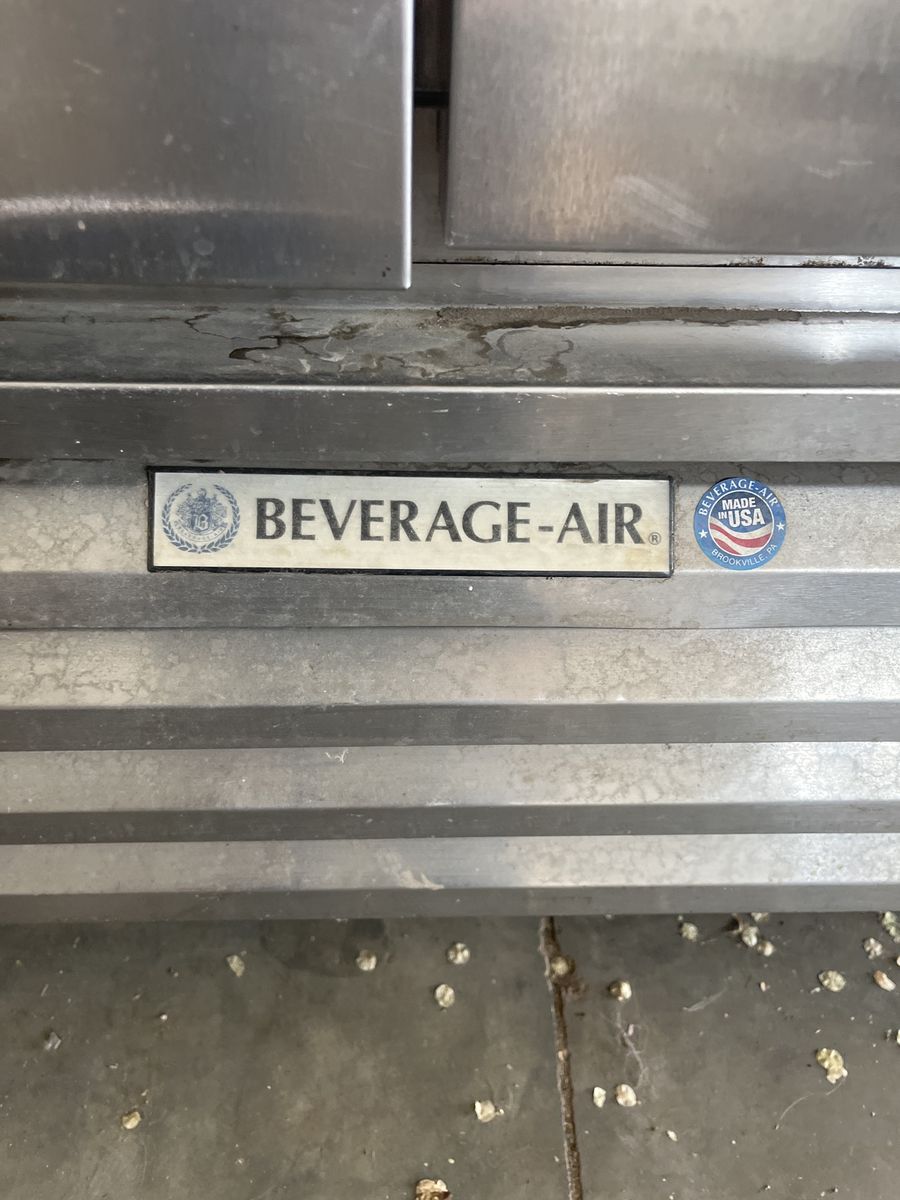 B
BEVERAGE-AIR®
BEVERAGE-AIR
MADE
IN USA
BROOKVILLE, PA